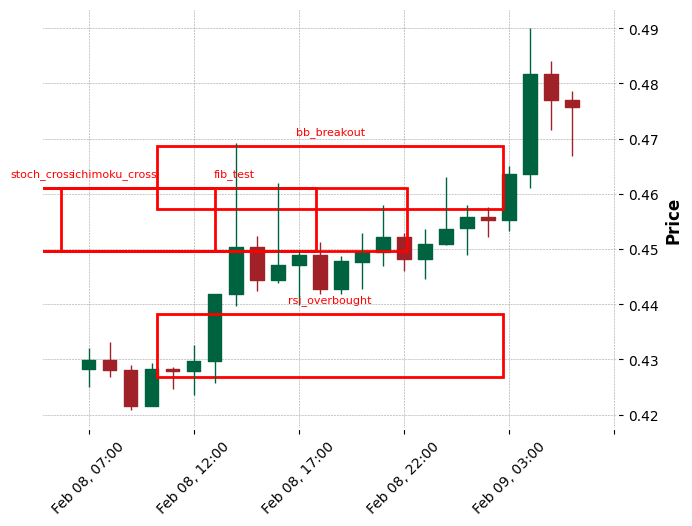 0.49
0.48
0.47
0.46
0.45
0.44
0.43
0.42
Price
bb_breakout
stoch_cross
ichimoku_cross
fib_test
rsi_overbought
Feb 08, 07:00
Feb 08, 12:00
Feb 08, 17:00
Feb 08, 22:00
Feb 09, 03:00